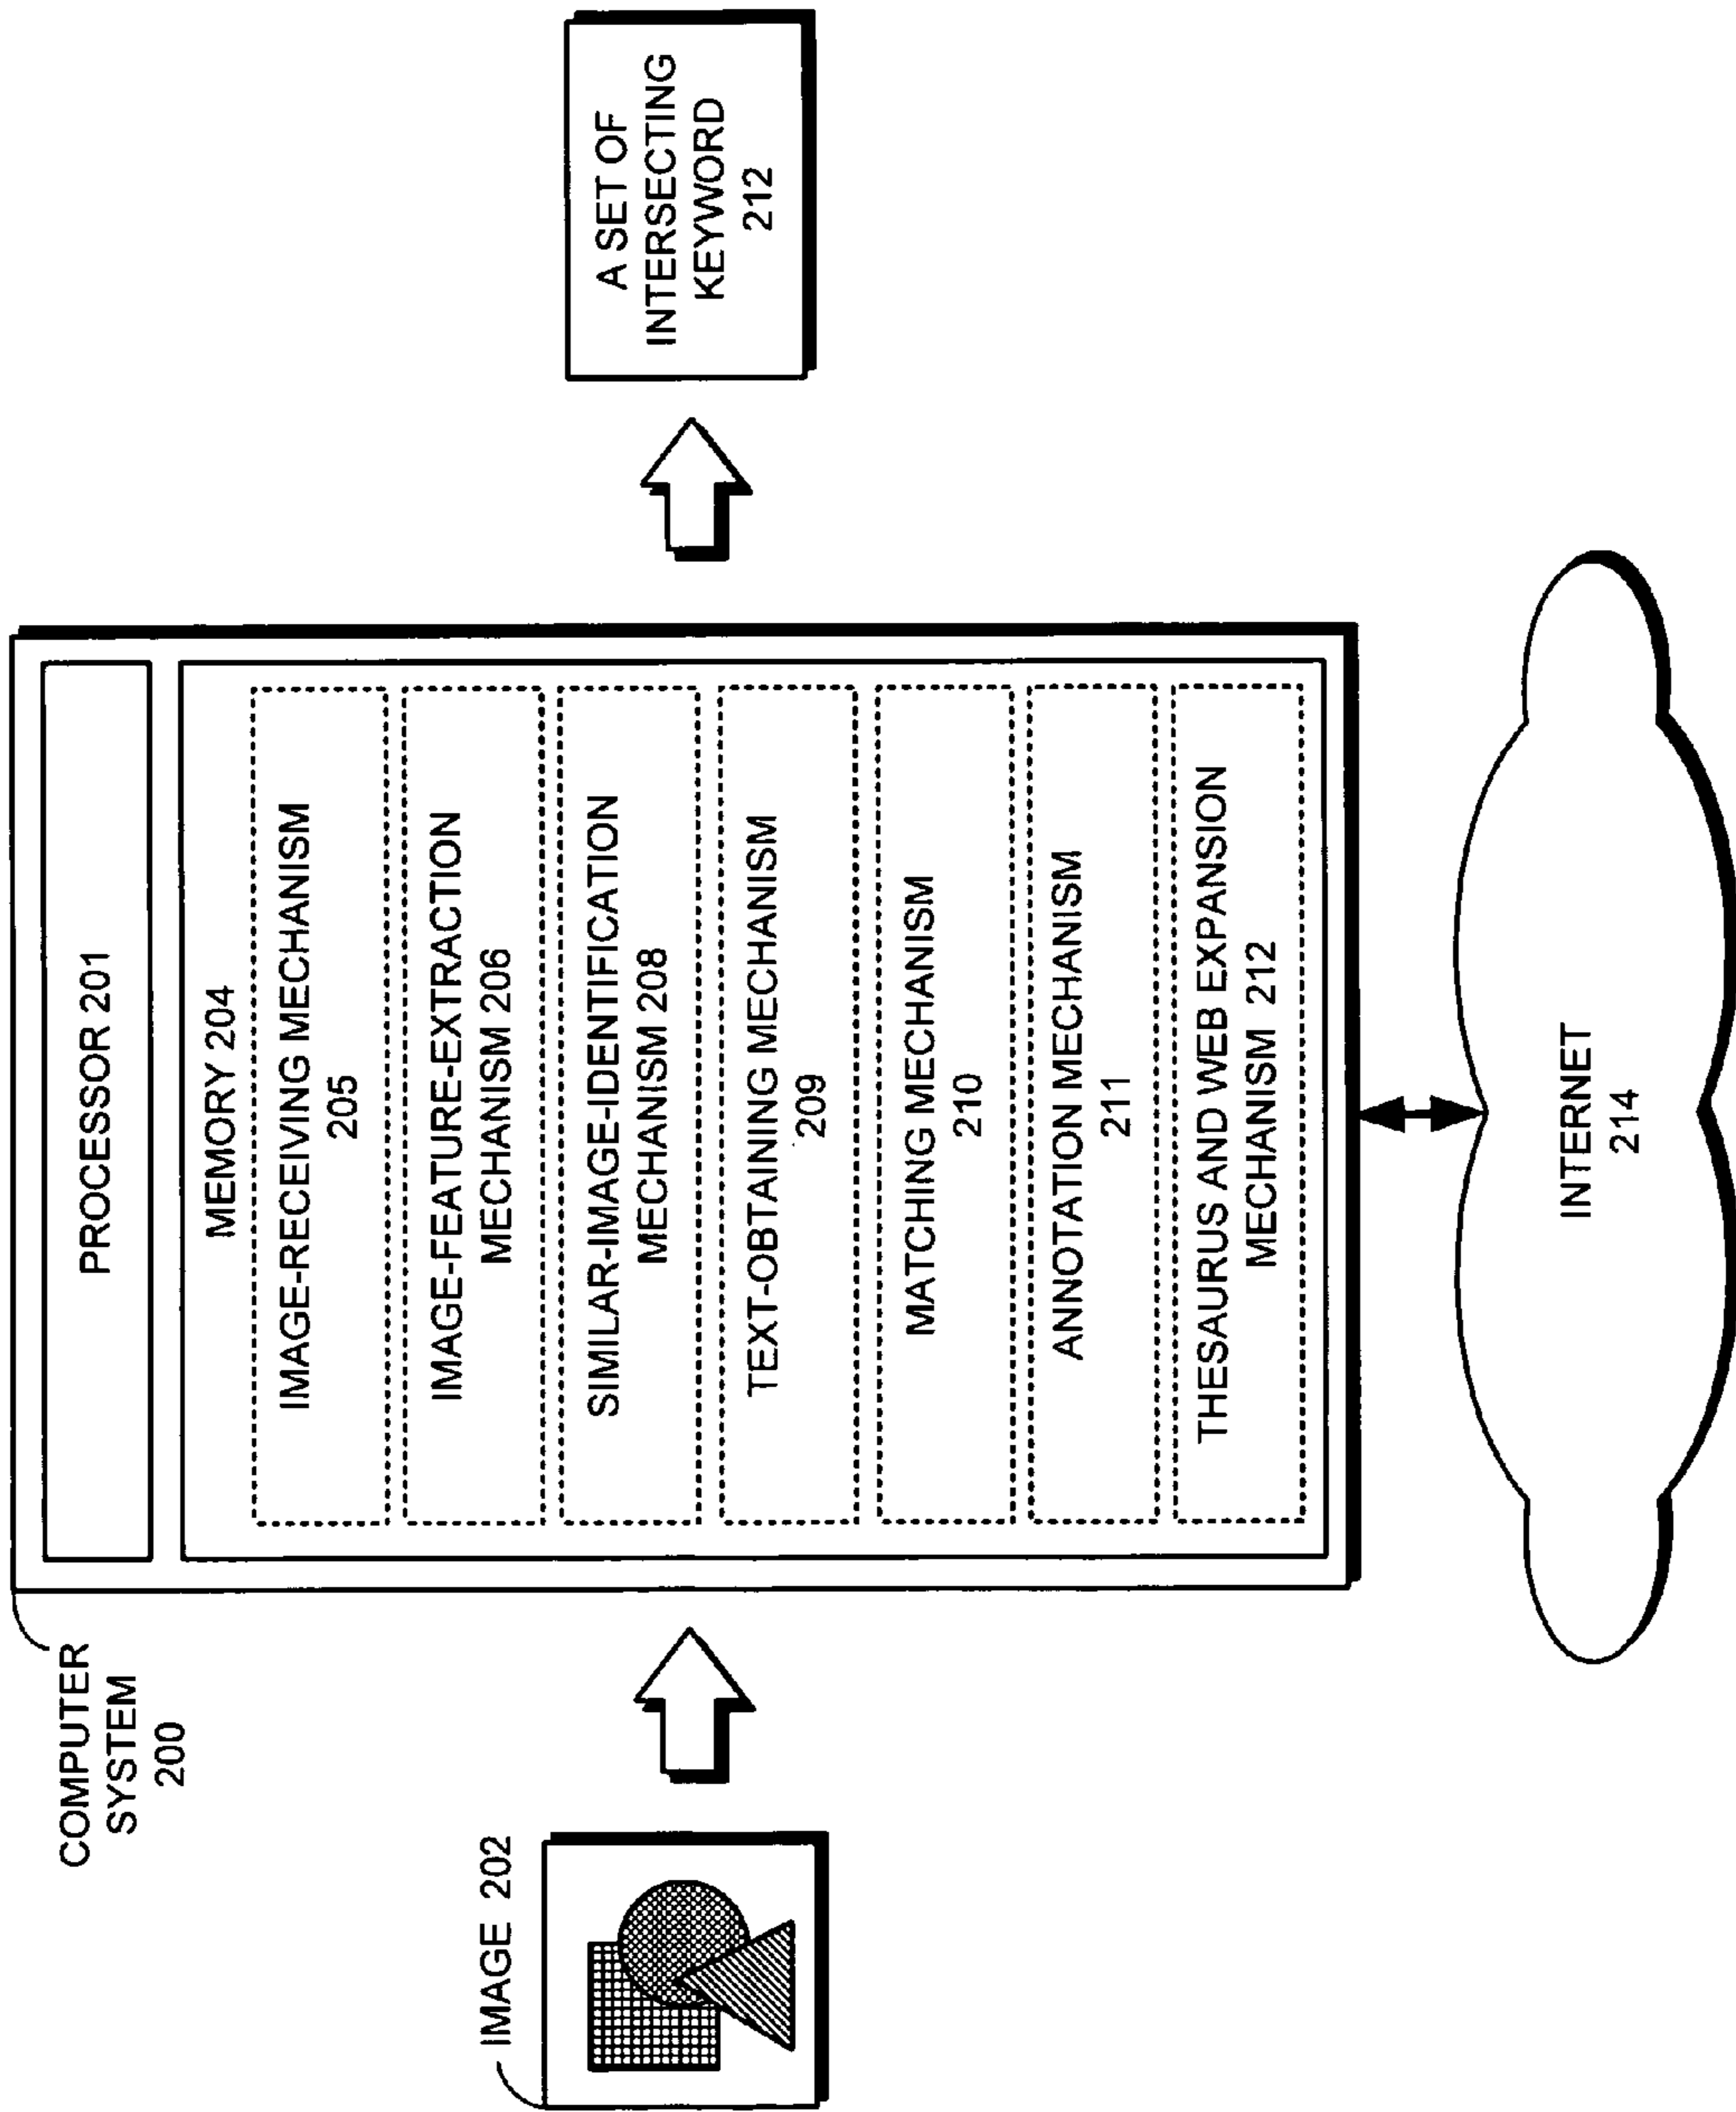 COMPUTER
SYSTEM
200
PROCESSOR 201
MEMORY 204
IMAGE-RECEIVING MECHANISM
205
IMAGE-FEATURE-EXTRACTION
MECHANISM 206
SIMILAR-IMAGE-IDENTIFICATION
MECHANISM 208
TEXT-OBTAINING MECHANISM
209
MATCHING MECHANISM
210
ANNOTATION MECHANISM
211
THESAURUS AND WEB EXPANSION
MECHANISM 212
IMAGE 202
A SET OF
INTERSECTING
KEYWORD
212
INTERNET
214